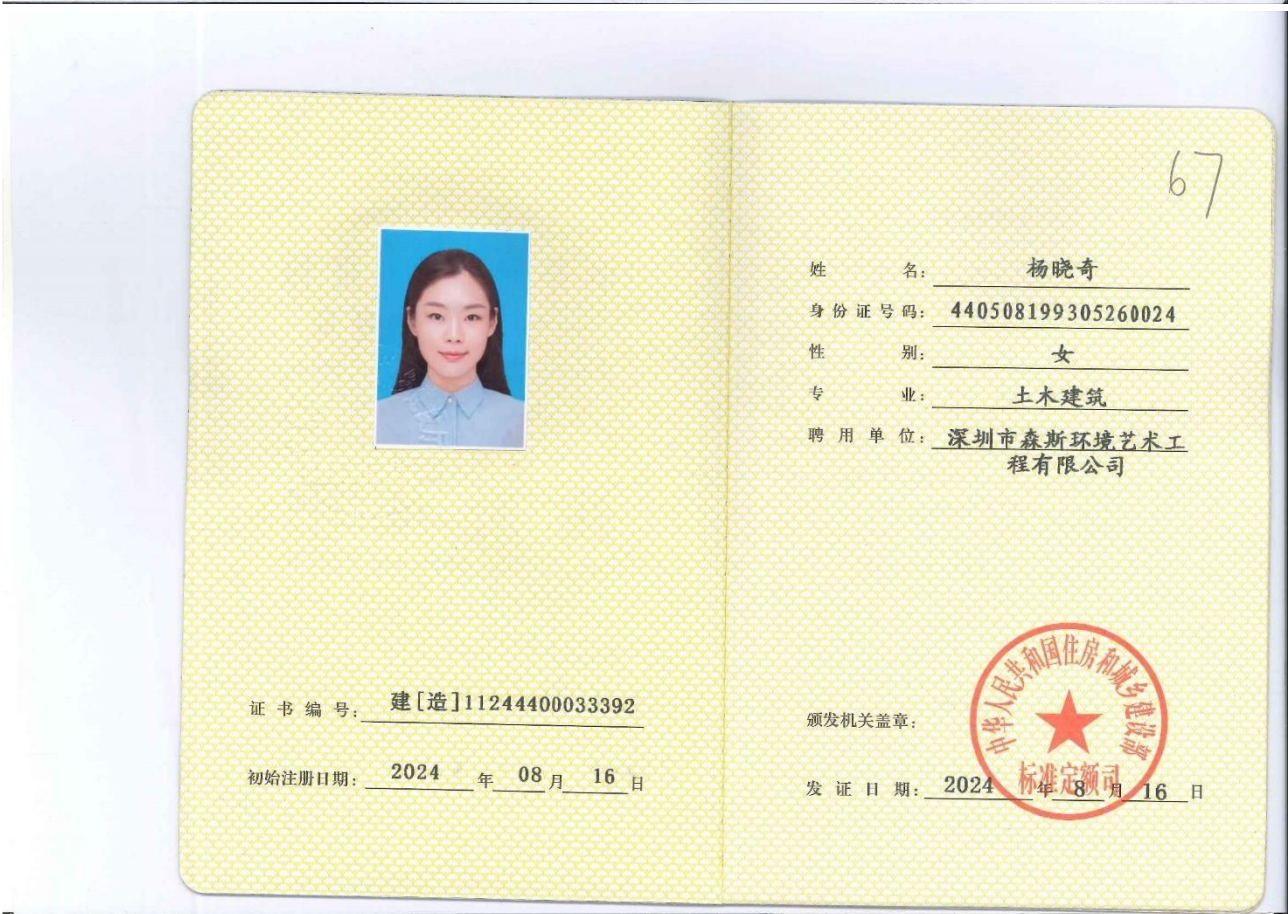 67
姓 名: 杨晓奇
身份证号码: 440508199305260024
性 别: 女
专 业: 土木建筑
聘用单位: 深圳市森斯环境艺术工
程有限公司
证书编号: 建[造]11244400033392
初始注册日期: 2024 年 08 月 16 日
颁发机关盖章:
中华人民共和国住房和城乡建设部
标准定额司
发证日期: 2024 年 8 月 16 日